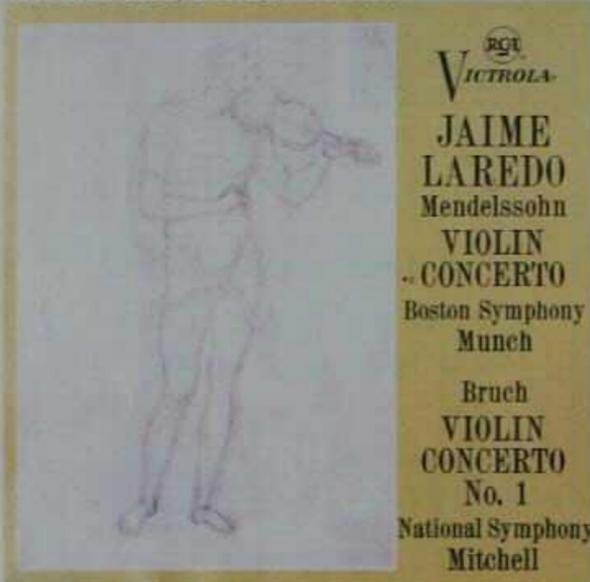 RCA
VICTROLA
JAIME
LAREDO
Mendelssohn
VIOLIN
CONCERTO
Boston Symphony
Munch
Bruch
VIOLIN
CONCERTO
No. 1
National Symphony
Mitchell